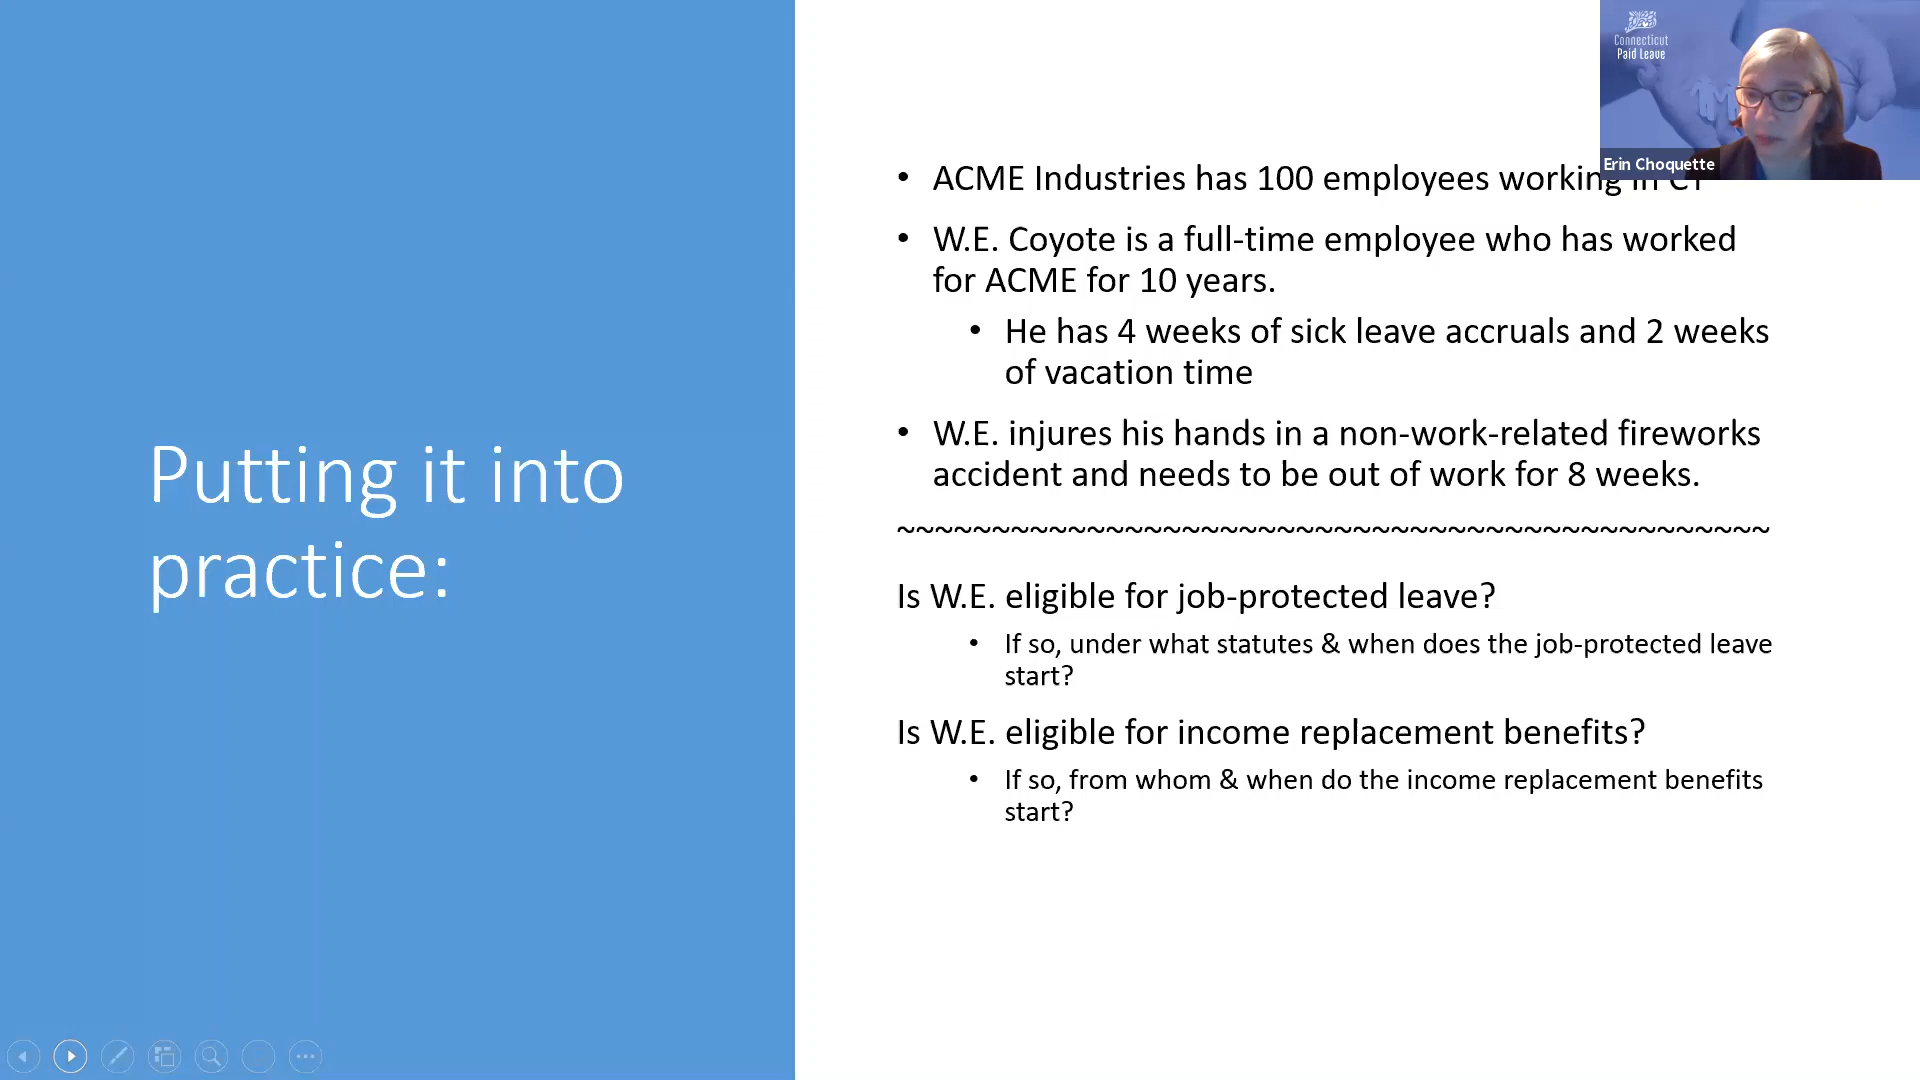 Connecticut
Paid Leave
Erin Choquette
Putting it into
practice:
• ACME Industries has 100 employees working in CT
• W.E. Coyote is a full-time employee who has worked
for ACME for 10 years.
• He has 4 weeks of sick leave accruals and 2 weeks
of vacation time
• W.E. injures his hands in a non-work-related fireworks
accident and needs to be out of work for 8 weeks.
~~~~~~~~~~~~~~~~~~~~~~~~~~~~~~~~~~~~~~~~~~~~~~
Is W.E. eligible for job-protected leave?
• If so, under what statutes & when does the job-protected leave
start?
Is W.E. eligible for income replacement benefits?
• If so, from whom & when do the income replacement benefits
start?